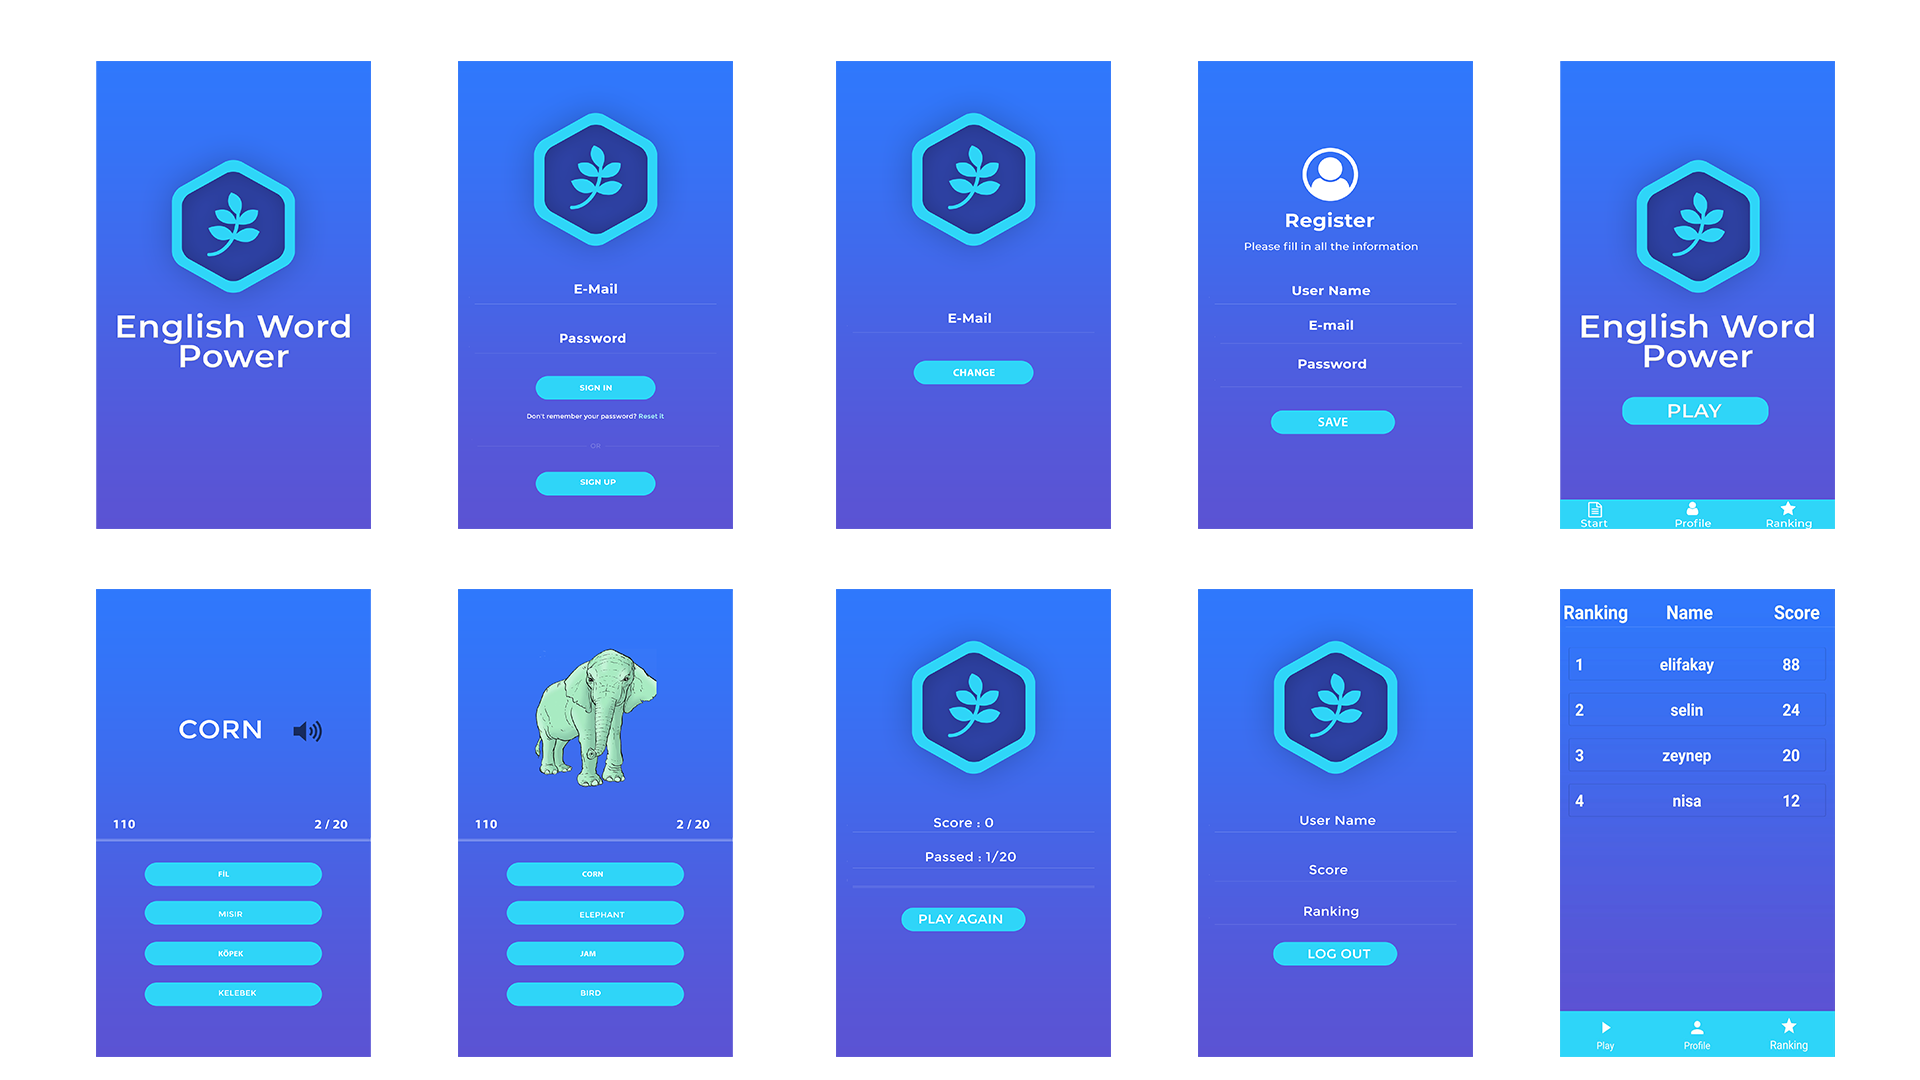 English Word
Power
E-Mail
Password
SIGN IN
Don't remember your password? Reset it
OR
SIGN UP
E-Mail
CHANGE
Register
Please fill in all the information
User Name
E-mail
Password
SAVE
English Word
Power
PLAY
Start Profile Ranking
CORN
110 2 / 20
FİL
MISIR
KÖPEK
KELEBEK
110 2 / 20
CORN
ELEPHANT
JAM
BIRD
Score : 0
Passed : 1/20
PLAY AGAIN
User Name
Score
Ranking
LOG OUT
Ranking Name Score
1 elifakay 88
2 selin 24
3 zeynep 20
4 nisa 12
Play Profile Ranking